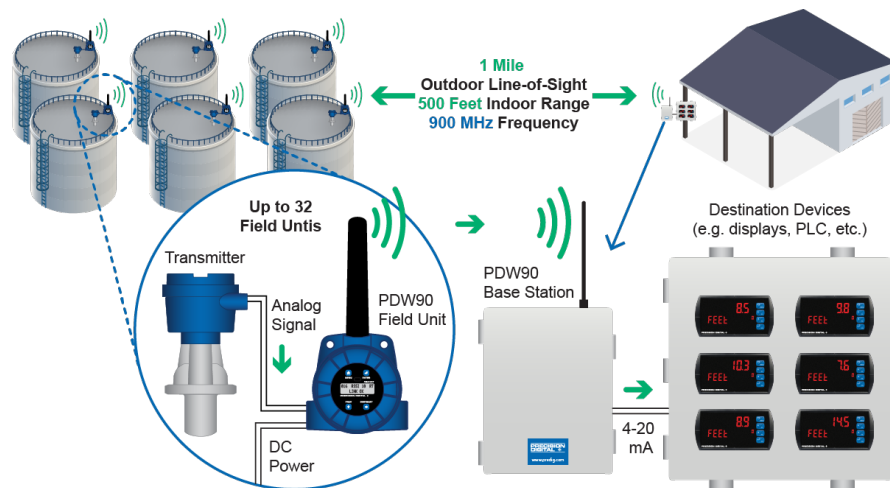 1 Mile
Outdoor Line-of-Sight
500 Feet Indoor Range
900 MHz Frequency
Up to 32
Field Untis
Transmitter
Analog
Signal
PDW90
Field Unit
DC
Power
PDW90
Base Station
PRECISION
DIGITAL
www.predig.com
4-20
mA
Destination Devices
(e.g. displays, PLC, etc.)
8.5
FEEt
9.8
FEEt
10.3
FEEt
7.6
FEEt
8.9
FEEt
14.5
FEEt